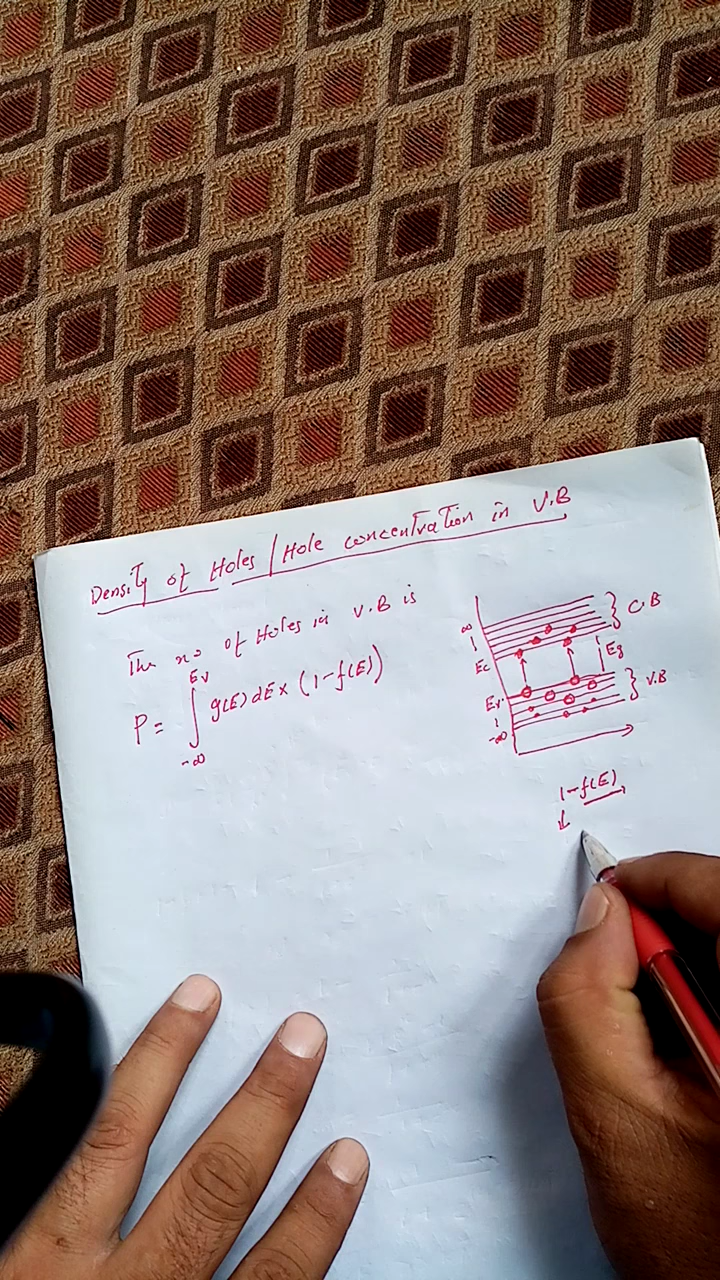 Density of Holes / Hole concentration in V.B
The no of Holes in V.B is
P = ∫ g(E) dE × (1-f(E))
Ev
-∞
∞
Ec
Ev
-∞
C.B
Eg
V.B
1-f(E)